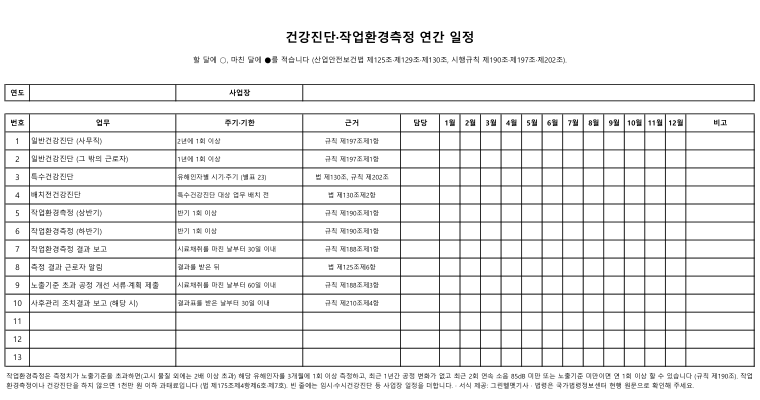 건강진단·작업환경측정 연간 일정
할 달에 ○, 마친 달에 ●를 적습니다 (산업안전보건법 제125조·제129조·제130조, 시행규칙 제190조·제197조·제202조).
연도 사업장
번호 업무 주기·기한 근거 담당 1월 2월 3월 4월 5월 6월 7월 8월 9월 10월 11월 12월 비고
1 일반건강진단 (사무직) 2년에 1회 이상 규칙 제197조제1항
2 일반건강진단 (그 밖의 근로자) 1년에 1회 이상 규칙 제197조제1항
3 특수건강진단 유해인자별 시기·주기 (별표 23) 법 제130조, 규칙 제202조
4 배치전건강진단 특수건강진단 대상 업무 배치 전 법 제130조제2항
5 작업환경측정 (상반기) 반기 1회 이상 규칙 제190조제1항
6 작업환경측정 (하반기) 반기 1회 이상 규칙 제190조제1항
7 작업환경측정 결과 보고 시료채취를 마친 날부터 30일 이내 규칙 제188조제1항
8 측정 결과 근로자 알림 결과를 받은 뒤 법 제125조제6항
9 노출기준 초과 공정 개선 서류·계획 제출 시료채취를 마친 날부터 60일 이내 규칙 제188조제3항
10 사후관리 조치결과 보고 (해당 시) 결과표를 받은 날부터 30일 이내 규칙 제210조제4항
11
12
13
작업환경측정은 측정치가 노출기준을 초과하면(고시 물질 외에는 2배 이상 초과) 해당 유해인자를 3개월에 1회 이상 측정하고, 최근 1년간 공정 변화가 없고 최근 2회 연속 소음 85dB 미만 또는 노출기준 미만이면 연 1회 이상 할 수 있습니다 (규칙 제190조). 작업
환경측정이나 건강진단을 하지 않으면 1천만 원 이하 과태료입니다 (법 제175조제4항제6호·제7호). 빈 줄에는 임시·수시건강진단 등 사업장 일정을 더합니다. · 서식 제공: 그린헬멧기사 · 법령은 국가법령정보센터 현행 원문으로 확인해 주세요.